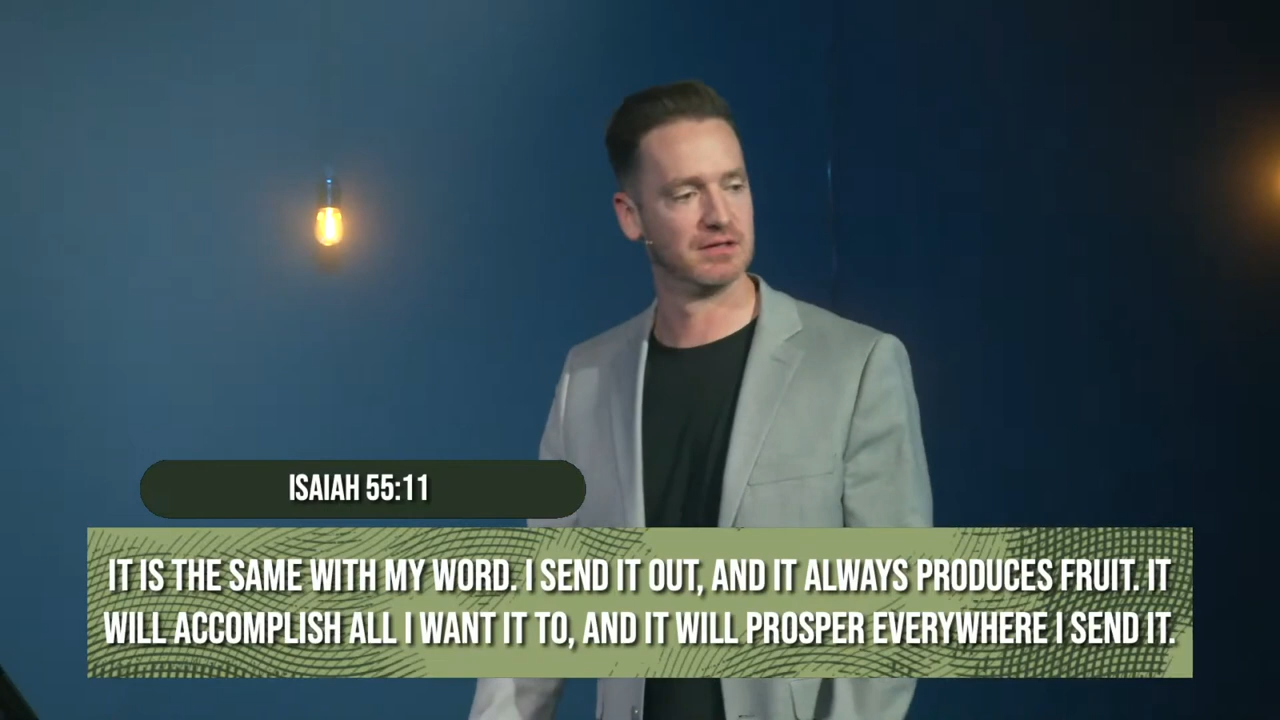 ISAIAH 55:11
IT IS THE SAME WITH MY WORD. I SEND IT OUT, AND IT ALWAYS PRODUCES FRUIT. IT
WILL ACCOMPLISH ALL I WANT IT TO, AND IT WILL PROSPER EVERYWHERE I SEND IT.